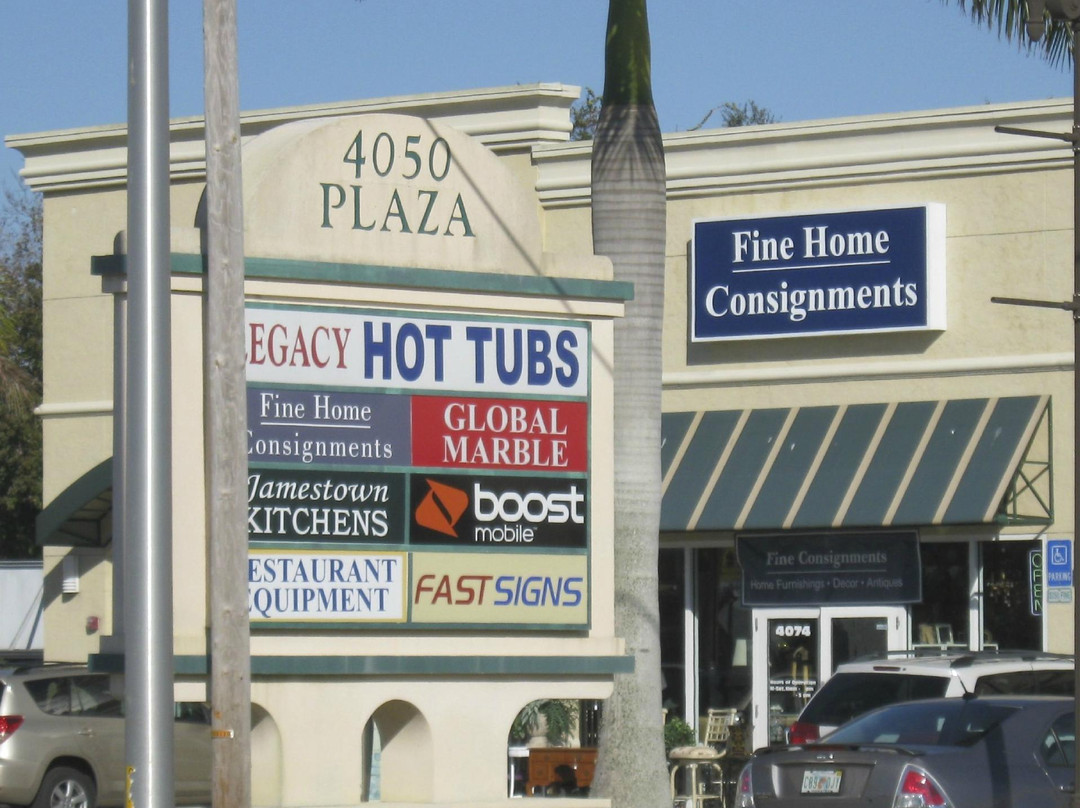 4050
PLAZA
EGACY HOT TUBS
Fine Home
onsignments
GLOBAL
MARBLE
Jamestown
KITCHENS
boost
mobile
ESTAURANT
QUIPMENT
FASTSIGNS
Fine Home
Consignments
Fine Consignments
Home Furnishings • Decor • Antiques
4074
OPEN
PARKING